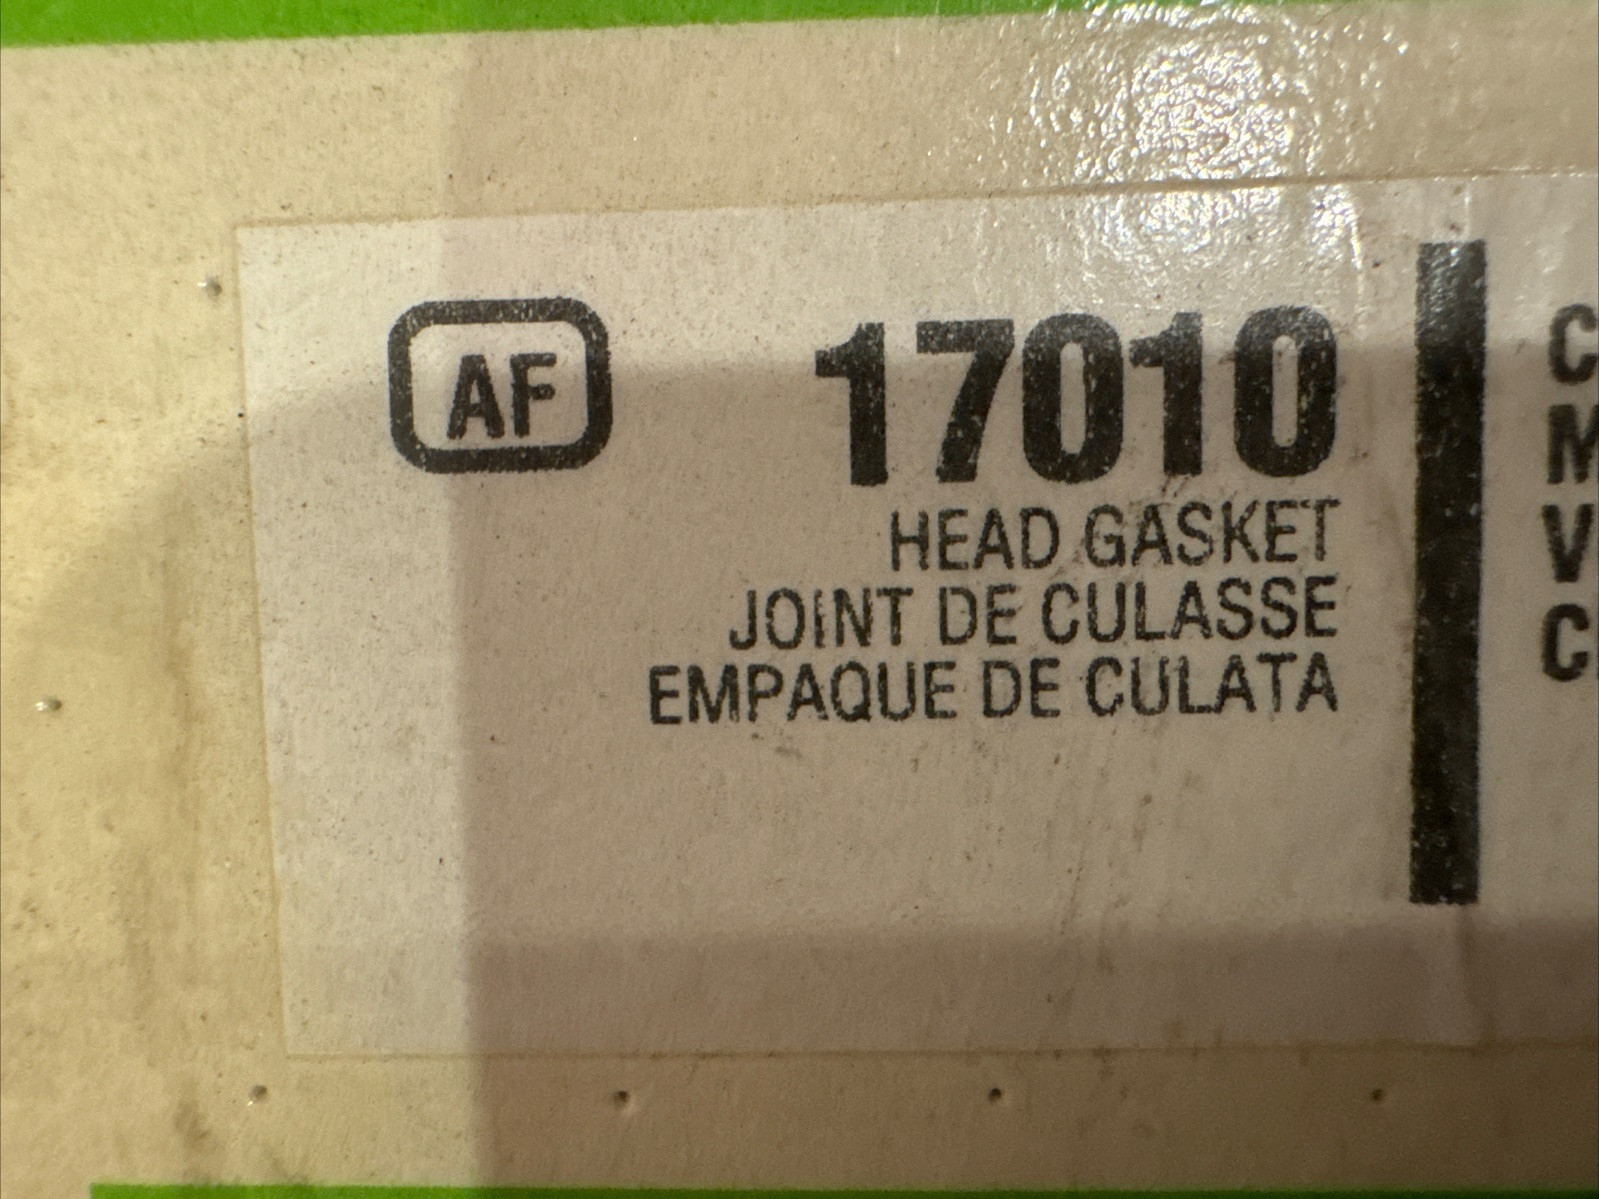 AF 17010
HEAD GASKET
JOINT DE CULASSE
EMPAQUE DE CULATA